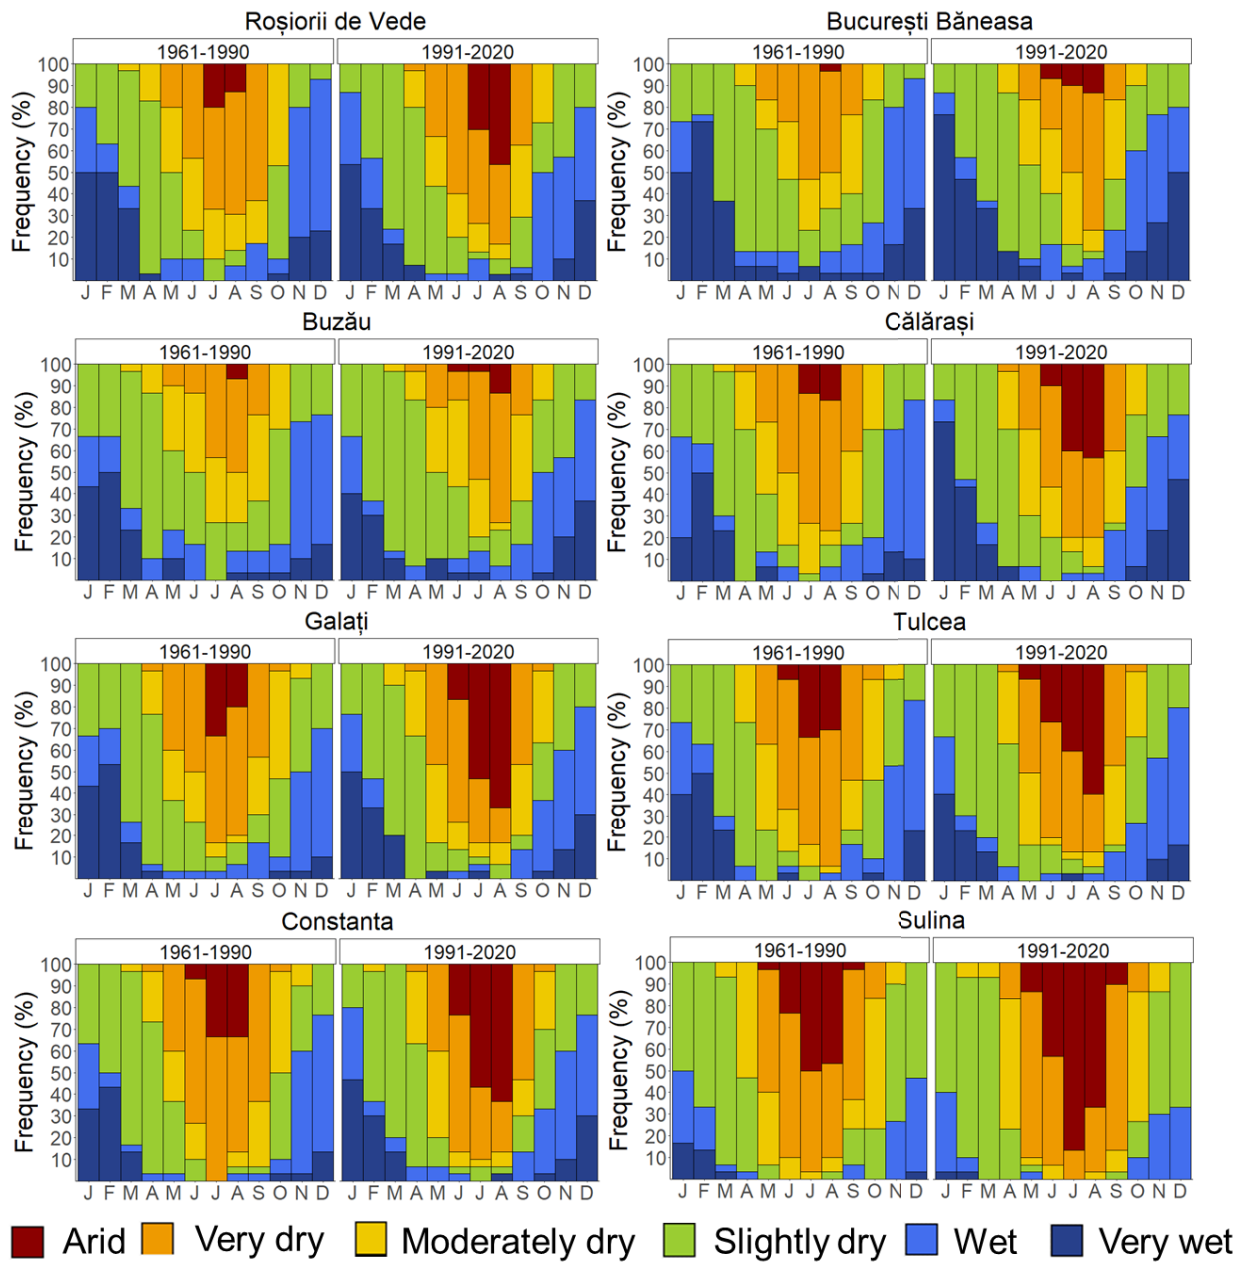 Roșiorii de Vede
București Băneasa
1961-1990 1991-2020
1961-1990 1991-2020
Frequency (%)
100
90
80
70
60
50
40
30
20
10
J F M A M J J A S O N D
J F M A M J J A S O N D
Frequency (%)
100
90
80
70
60
50
40
30
20
10
J F M A M J J A S O N D
J F M A M J J A S O N D
Buzău
Călărași
1961-1990 1991-2020
1961-1990 1991-2020
Frequency (%)
100
90
80
70
60
50
40
30
20
10
J F M A M J J A S O N D
J F M A M J J A S O N D
Frequency (%)
100
90
80
70
60
50
40
30
20
10
J F M A M J J A S O N D
J F M A M J J A S O N D
Galați
Tulcea
1961-1990 1991-2020
1961-1990 1991-2020
Frequency (%)
100
90
80
70
60
50
40
30
20
10
J F M A M J J A S O N D
J F M A M J J A S O N D
Frequency (%)
100
90
80
70
60
50
40
30
20
10
J F M A M J J A S O N D
J F M A M J J A S O N D
Constanta
Sulina
1961-1990 1991-2020
1961-1990 1991-2020
Frequency (%)
100
90
80
70
60
50
40
30
20
10
J F M A M J J A S O N D
J F M A M J J A S O N D
Frequency (%)
100
90
80
70
60
50
40
30
20
10
J F M A M J J A S O N D
J F M A M J J A S O N D
Arid Very dry Moderately dry Slightly dry Wet Very wet